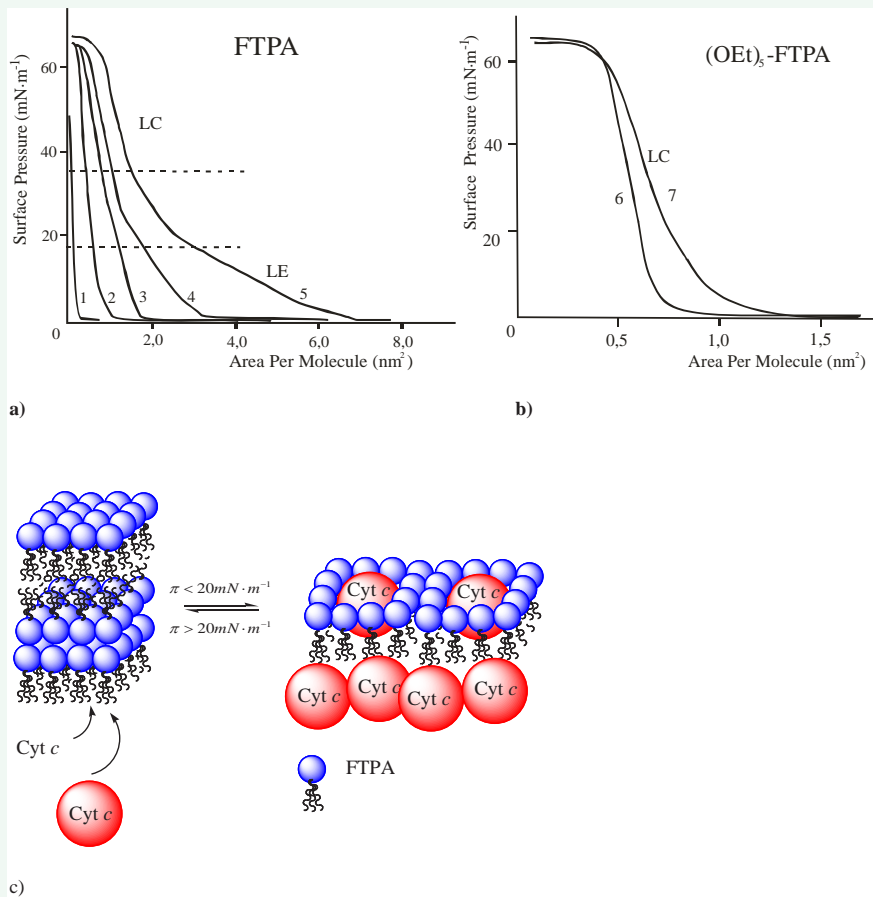 FTPA
60
40
20
0
Surface Pressure (mN·m⁻¹)
LC
LE
1
2
3
4
5
2,0
4,0
6,0
8,0
Area Per Molecule (nm²)
a)
(OEt)₅-FTPA
60
40
20
0
Surface Pressure (mN·m⁻¹)
LC
6
7
0,5
1,0
1,5
Area Per Molecule (nm²)
b)
π < 20mN·m⁻¹
π > 20mN·m⁻¹
Cyt c
Cyt c
Cyt c
Cyt c
Cyt c
Cyt c
Cyt c
Cyt c
FTPA
c)